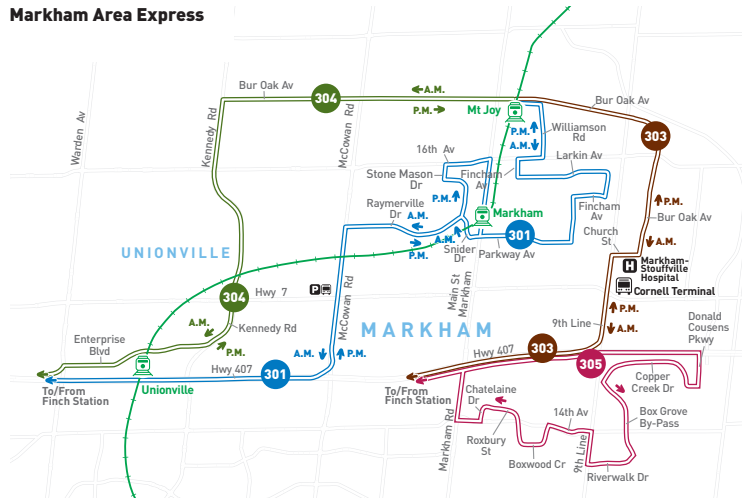 Markham Area Express
Bur Oak Av
304
A.M.
P.M.
Mt Joy
Bur Oak Av
303
Warden Av
Kennedy Rd
McCowan Rd
P.M.
A.M.
Williamson
Rd
16th Av
Larkin Av
Stone Mason
Dr
Fincham
Av
P.M.
Raymerville
Dr
A.M.
P.M.
A.M.
Markham
301
Fincham
Av
P.M.
Bur Oak Av
A.M.
Church
St
Snider
Dr
Parkway Av
UNIONVILLE
H
Markham-
Stouffville
Hospital
Cornell Terminal
304
Hwy 7
P
McCowan Rd
Main St
Markham
Kennedy Rd
A.M.
P.M.
Enterprise
Blvd
MARKHAM
9th Line
P.M.
A.M.
Donald
Cousens
Pkwy
A.M.
P.M.
Hwy 407
303
305
Hwy 407
301
To/From
Finch Station
Unionville
To/From
Finch Station
Chatelaine
Dr
Copper
Creek Dr
Markham Rd
14th Av
Box Grove
By-Pass
Roxbury
St
Boxwood Cr
9th Line
Riverwalk Dr